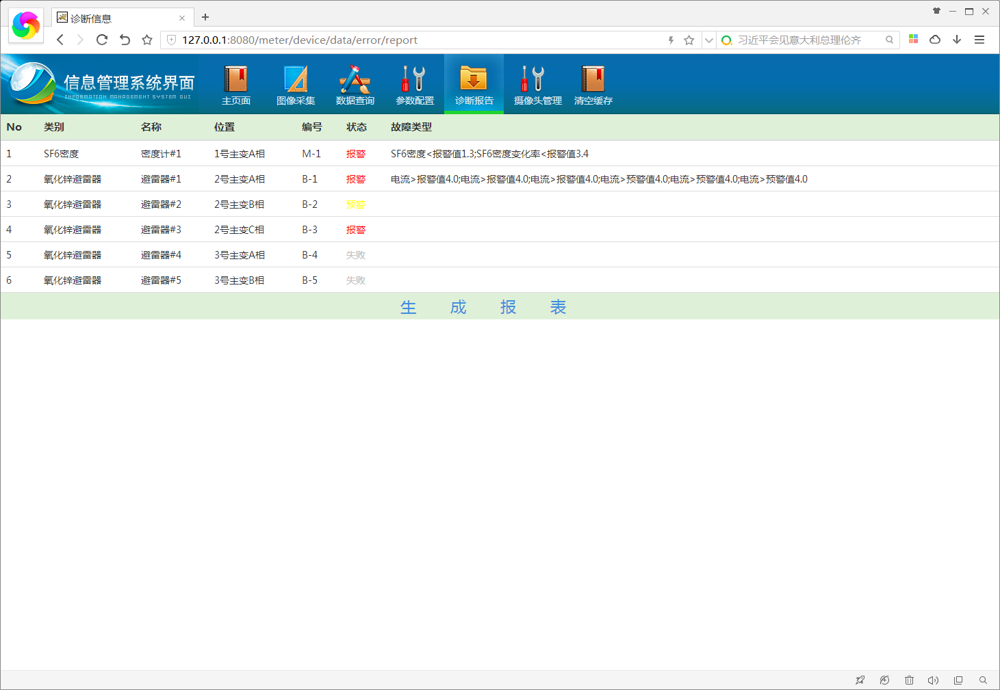 诊断信息
127.0.0.1:8080/meter/device/data/error/report
习近平会见意大利总理伦齐
信息管理系统界面
INFORMATION MANAGEMENT SYSTEM GUI
主页面 图像采集 数据查询 参数配置 诊断报告 摄像头管理 清空缓存
No 类别 名称 位置 编号 状态 故障类型
1 SF6密度 密度计#1 1号主变A相 M-1 报警 SF6密度<报警值1.3;SF6密度变化率<报警值3.4
2 氧化锌避雷器 避雷器#1 2号主变A相 B-1 报警 电流>报警值4.0;电流>报警值4.0;电流>报警值4.0;电流>预警值4.0;电流>预警值4.0;电流>预警值4.0
3 氧化锌避雷器 避雷器#2 2号主变B相 B-2 预警
4 氧化锌避雷器 避雷器#3 2号主变C相 B-3 报警
5 氧化锌避雷器 避雷器#4 3号主变A相 B-4 失败
6 氧化锌避雷器 避雷器#5 3号主变B相 B-5 失败
生 成 报 表